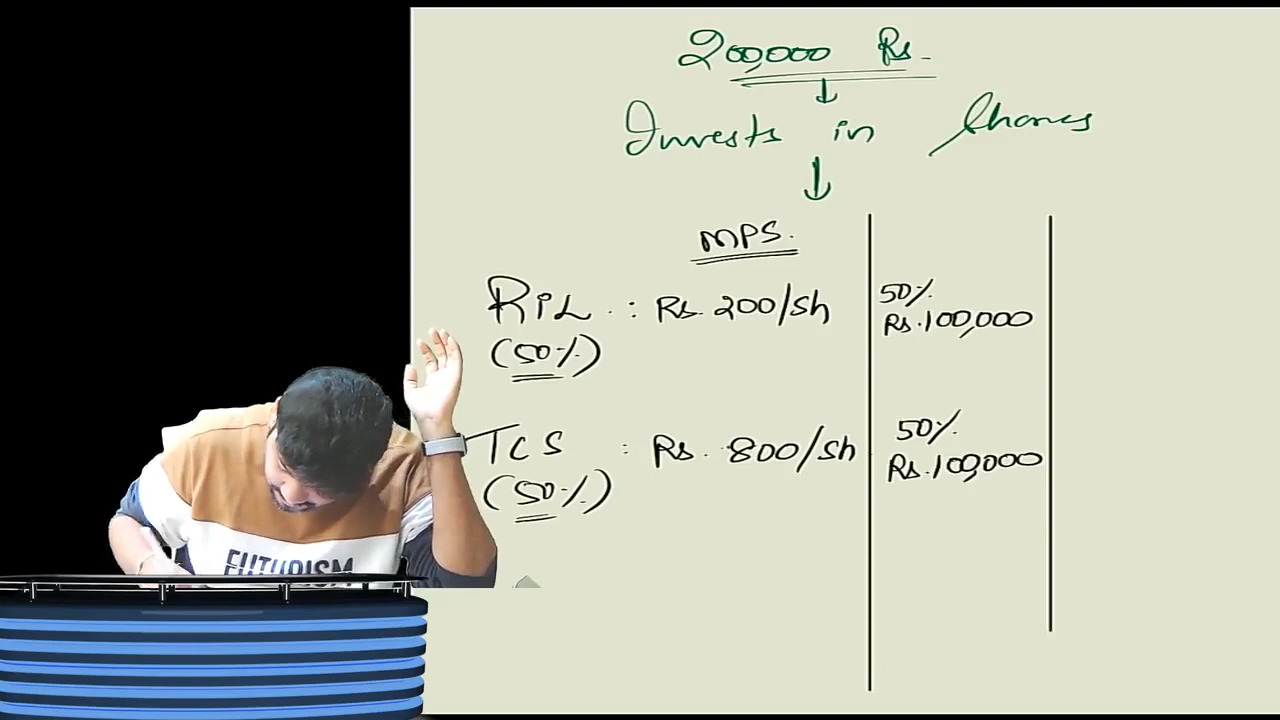 200,000 Rs.
Invests in Shares
MPS.
RIL : Rs. 200/sh
(50%)
50%
Rs. 100,000
TCS : Rs. 800/sh
(50%)
50%
Rs. 100,000
FUTURISM